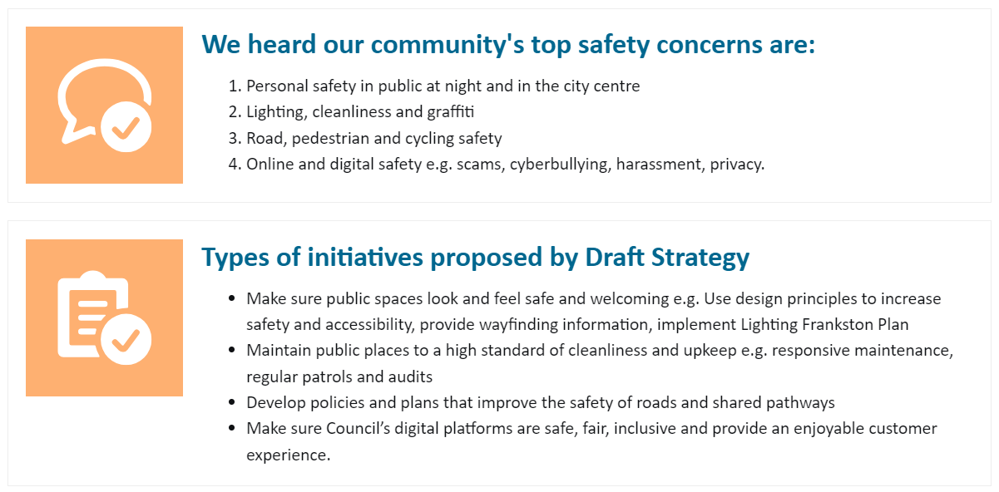 We heard our community's top safety concerns are:
1. Personal safety in public at night and in the city centre
2. Lighting, cleanliness and graffiti
3. Road, pedestrian and cycling safety
4. Online and digital safety e.g. scams, cyberbullying, harassment, privacy.
Types of initiatives proposed by Draft Strategy
• Make sure public spaces look and feel safe and welcoming e.g. Use design principles to increase
safety and accessibility, provide wayfinding information, implement Lighting Frankston Plan
• Maintain public places to a high standard of cleanliness and upkeep e.g. responsive maintenance,
regular patrols and audits
• Develop policies and plans that improve the safety of roads and shared pathways
• Make sure Council’s digital platforms are safe, fair, inclusive and provide an enjoyable customer
experience.